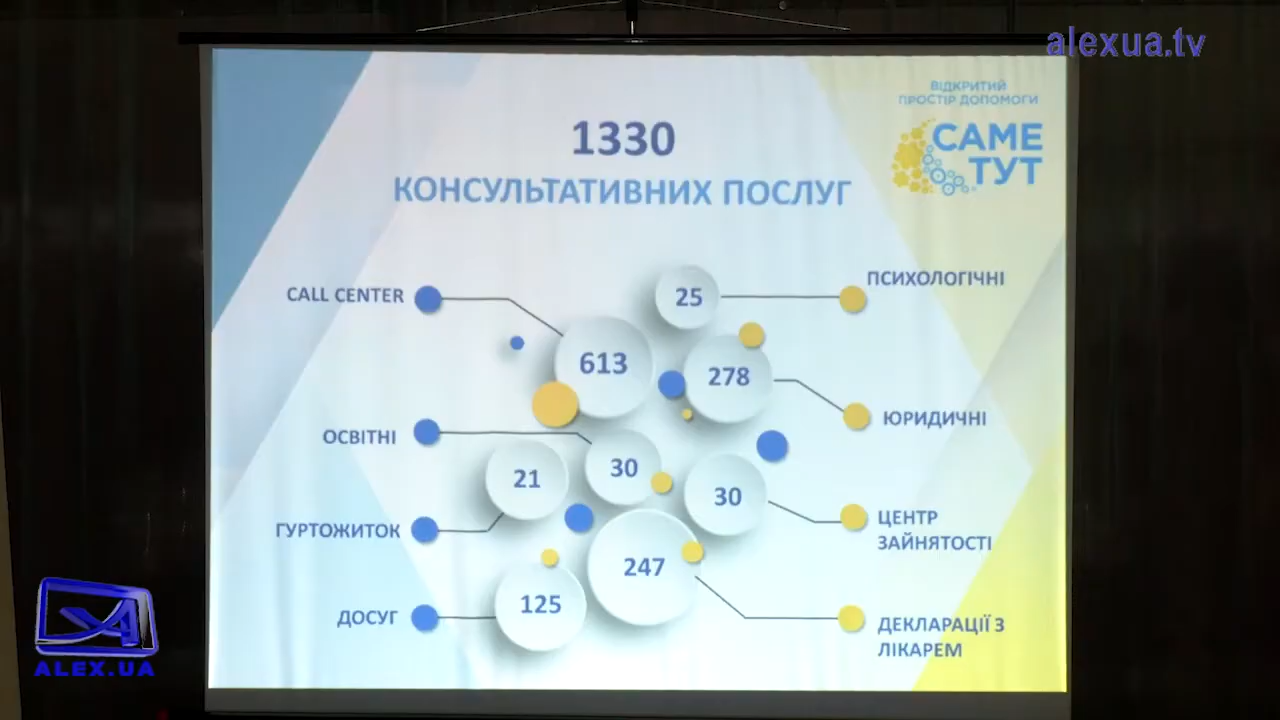 alexua.tv
ВІДКРИТИЙ
ПРОСТІР ДОПОМОГИ
САМЕ
ТУТ
1330
КОНСУЛЬТАТИВНИХ ПОСЛУГ
CALL CENTER
25
ПСИХОЛОГІЧНІ
613
278
ЮРИДИЧНІ
ОСВІТНІ
30
21
30
ЦЕНТР
ЗАЙНЯТОСТІ
ГУРТОЖИТОК
247
125
ДОСУГ
ДЕКЛАРАЦІЇ З
ЛІКАРЕМ
ALEX.UA